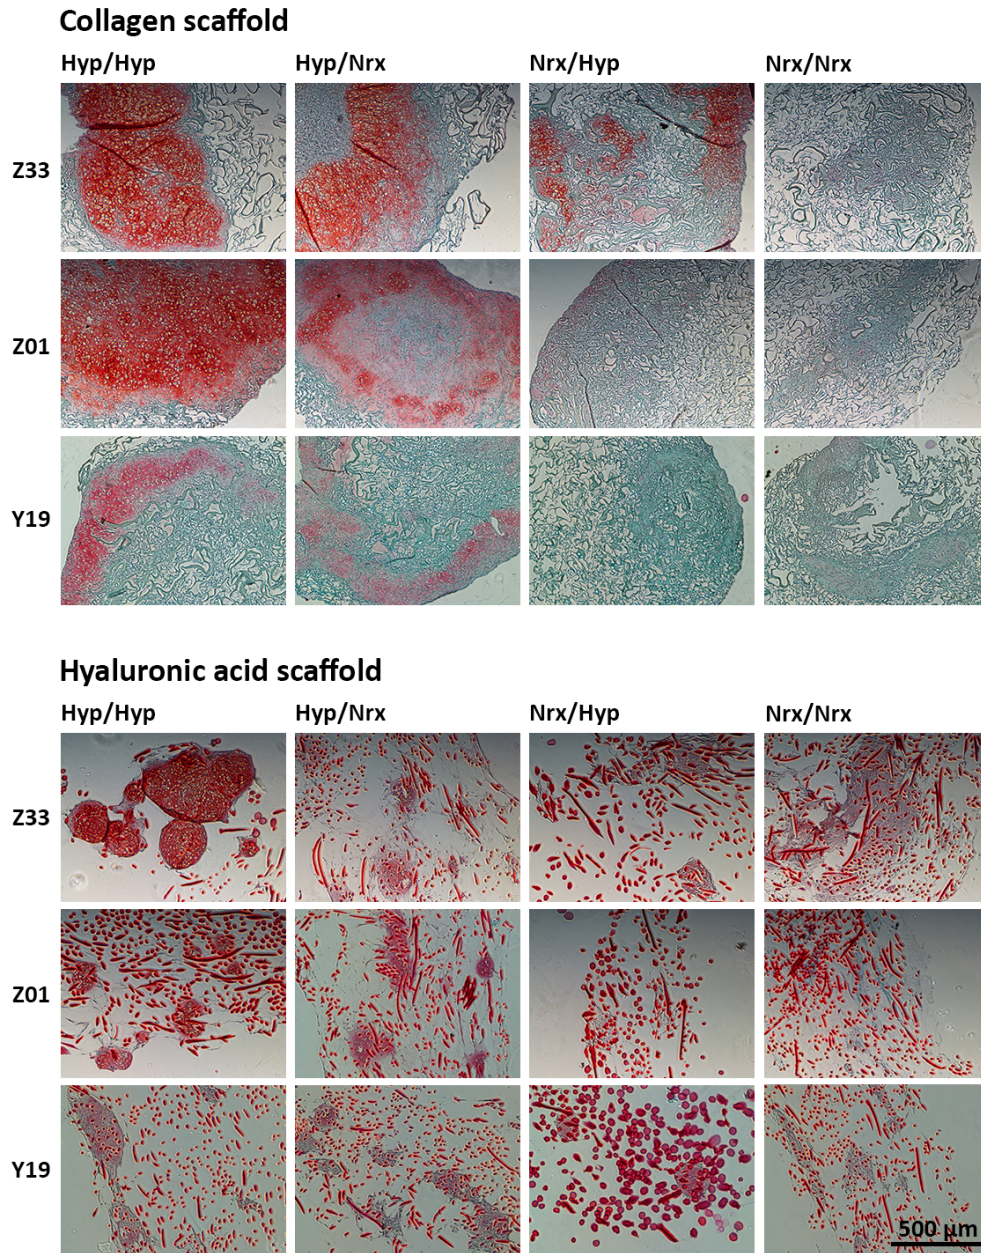 Collagen scaffold
Hyp/Hyp Hyp/Nrx Nrx/Hyp Nrx/Nrx
Z33
Z01
Y19
Hyaluronic acid scaffold
Hyp/Hyp Hyp/Nrx Nrx/Hyp Nrx/Nrx
Z33
Z01
Y19
500 µm